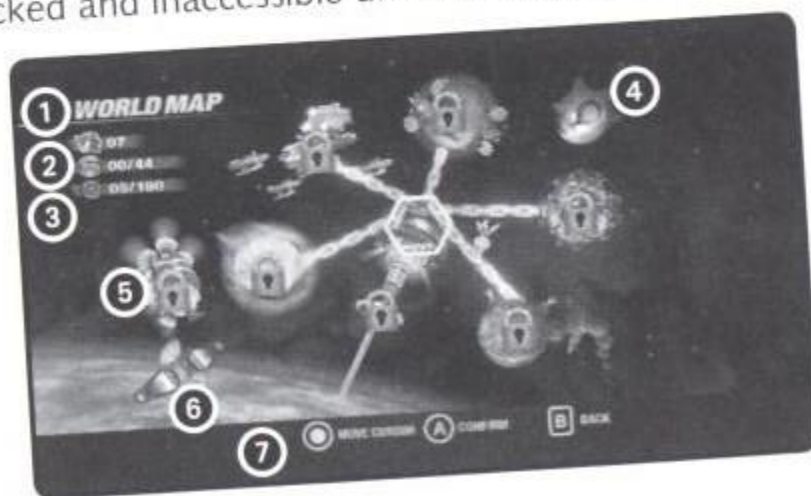 cked and inaccessible
1 WORLD MAP
07
2 00/44
05/180
3
4
5
6
7 MOVE CURSOR A CONFIRM B BACK